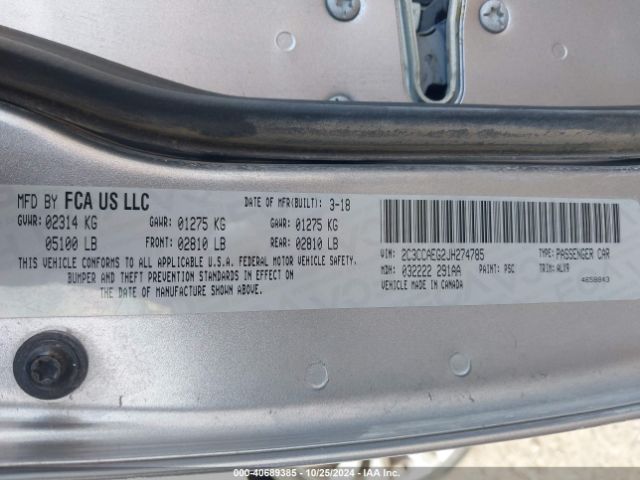 MFD BY FCA US LLC
DATE OF MFR(BUILT): 3-18
GVWR: 02314 KG GAWR: 01275 KG GAWR: 01275 KG
05100 LB FRONT: 02810 LB REAR: 02810 LB
THIS VEHICLE CONFORMS TO ALL APPLICABLE U.S.A. FEDERAL MOTOR VEHICLE SAFETY,
BUMPER AND THEFT PREVENTION STANDARDS IN EFFECT ON
THE DATE OF MANUFACTURE SHOWN ABOVE.
VIN: 2C3CCAEG2JH274785 TYPE: PASSENGER CAR
MDH: 032222 291AA PAINT: PSC TRIM: ALX9
VEHICLE MADE IN CANADA 4658843
000-40689385 - 10/25/2024 - IAA Inc.